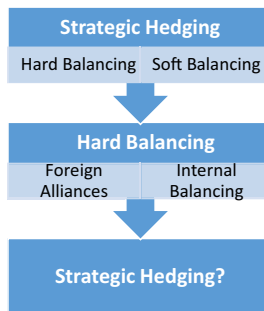 Strategic Hedging
Hard Balancing Soft Balancing
Hard Balancing
Foreign Internal
Alliances Balancing
Strategic Hedging?